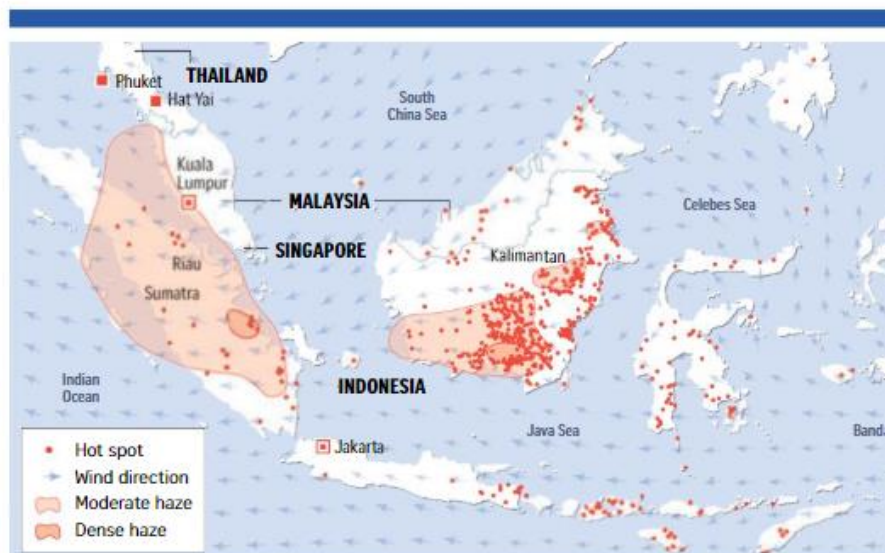 THAILAND
Phuket
Hat Yai
South
China Sea
Kuala
Lumpur
MALAYSIA
Celebes Sea
SINGAPORE
Kalimantan
Riau
Sumatra
Indian
Ocean
INDONESIA
Java Sea
Banda
Jakarta
Hot spot
Wind direction
Moderate haze
Dense haze